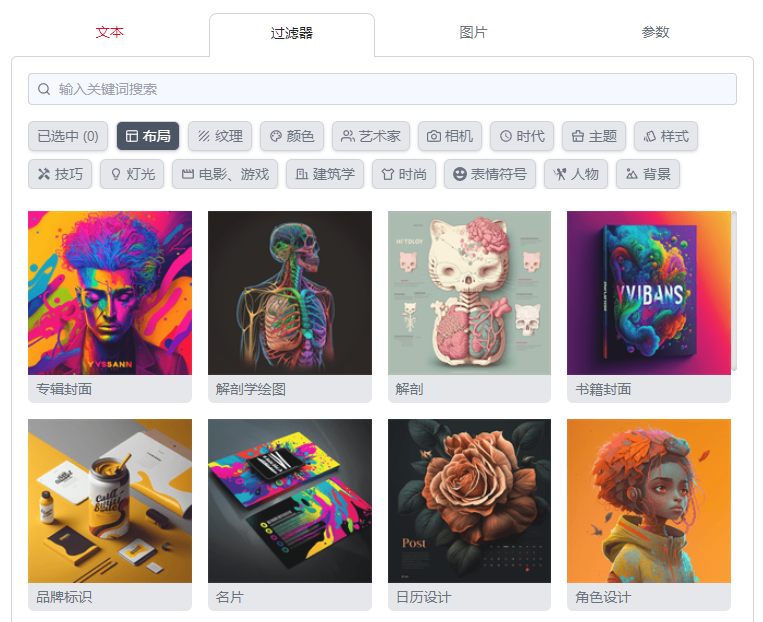 文本 过滤器 图片 参数
输入关键词搜索
已选中 (0) 布局 纹理 颜色 艺术家 相机 时代 主题 样式
技巧 灯光 电影、游戏 建筑学 时尚 表情符号 人物 背景
YYSSANN
YVIBANS
专辑封面 解剖学绘图 解剖 书籍封面
Post
品牌标识 名片 日历设计 角色设计